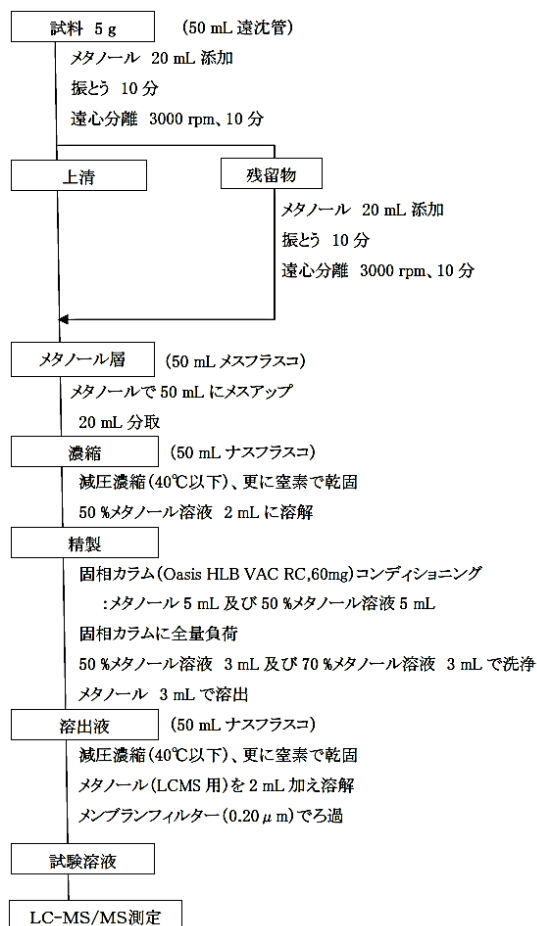 試料 5 g (50 mL 遠沈管)
メタノール 20 mL 添加
振とう 10 分
遠心分離 3000 rpm、10 分
上清
残留物
メタノール 20 mL 添加
振とう 10 分
遠心分離 3000 rpm、10 分
メタノール層 (50 mL メスフラスコ)
メタノールで 50 mL にメスアップ
20 mL 分取
濃縮 (50 mL ナスフラスコ)
減圧濃縮(40℃以下)、更に窒素で乾固
50 %メタノール溶液 2 mL に溶解
精製
固相カラム(Oasis HLB VAC RC,60mg)コンディショニング
:メタノール 5 mL 及び 50 %メタノール溶液 5 mL
固相カラムに全量負荷
50 %メタノール溶液 3 mL 及び 70 %メタノール溶液 3 mL で洗浄
メタノール 3 mL で溶出
溶出液 (50 mL ナスフラスコ)
減圧濃縮(40℃以下)、更に窒素で乾固
メタノール(LCMS 用)を 2 mL 加え溶解
メンブランフィルター(0.20 μm)でろ過
試験溶液
LC-MS/MS測定